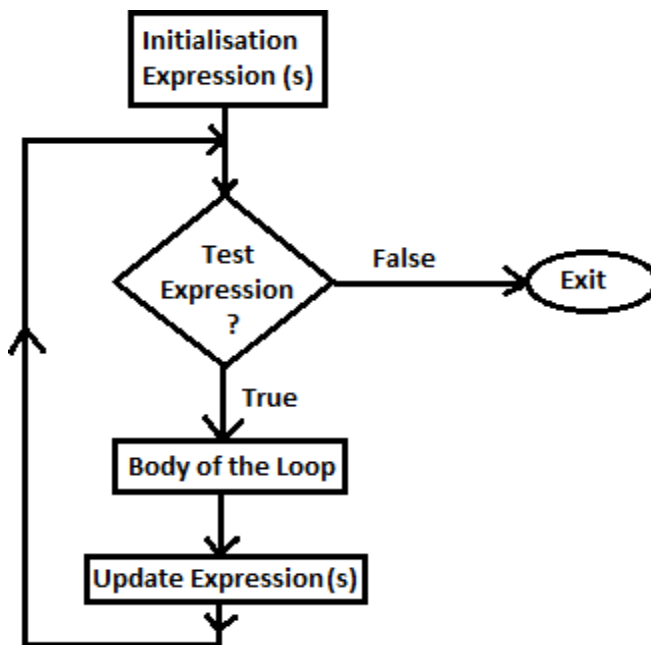 Initialisation
Expression (s)
Test
Expression
?
False
Exit
True
Body of the Loop
Update Expression(s)